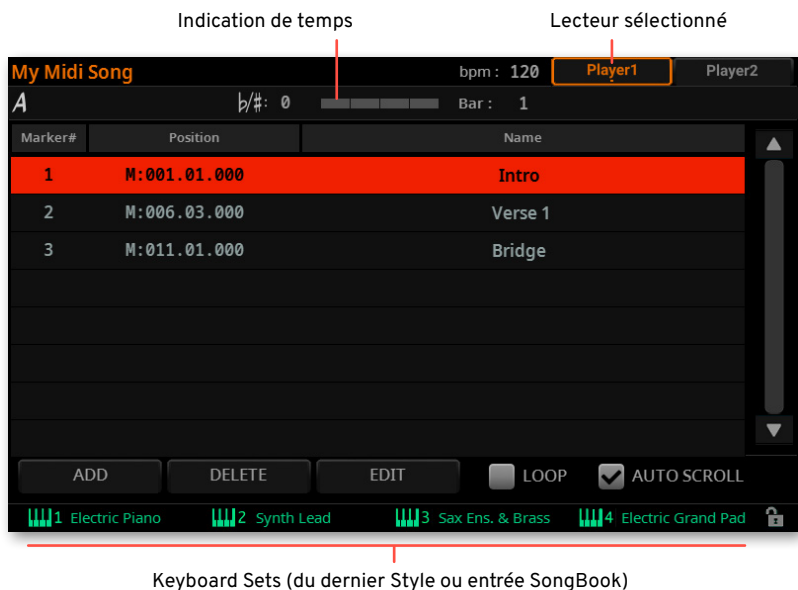 Indication de temps Lecteur sélectionné
My Midi Song bpm: 120 Player1 Player2
A b/#: 0 Bar: 1
Marker# Position Name
1 M:001.01.000 Intro
2 M:006.03.000 Verse 1
3 M:011.01.000 Bridge
ADD DELETE EDIT LOOP AUTO SCROLL
1 Electric Piano 2 Synth Lead 3 Sax Ens. & Brass 4 Electric Grand Pad
Keyboard Sets (du dernier Style ou entrée SongBook)